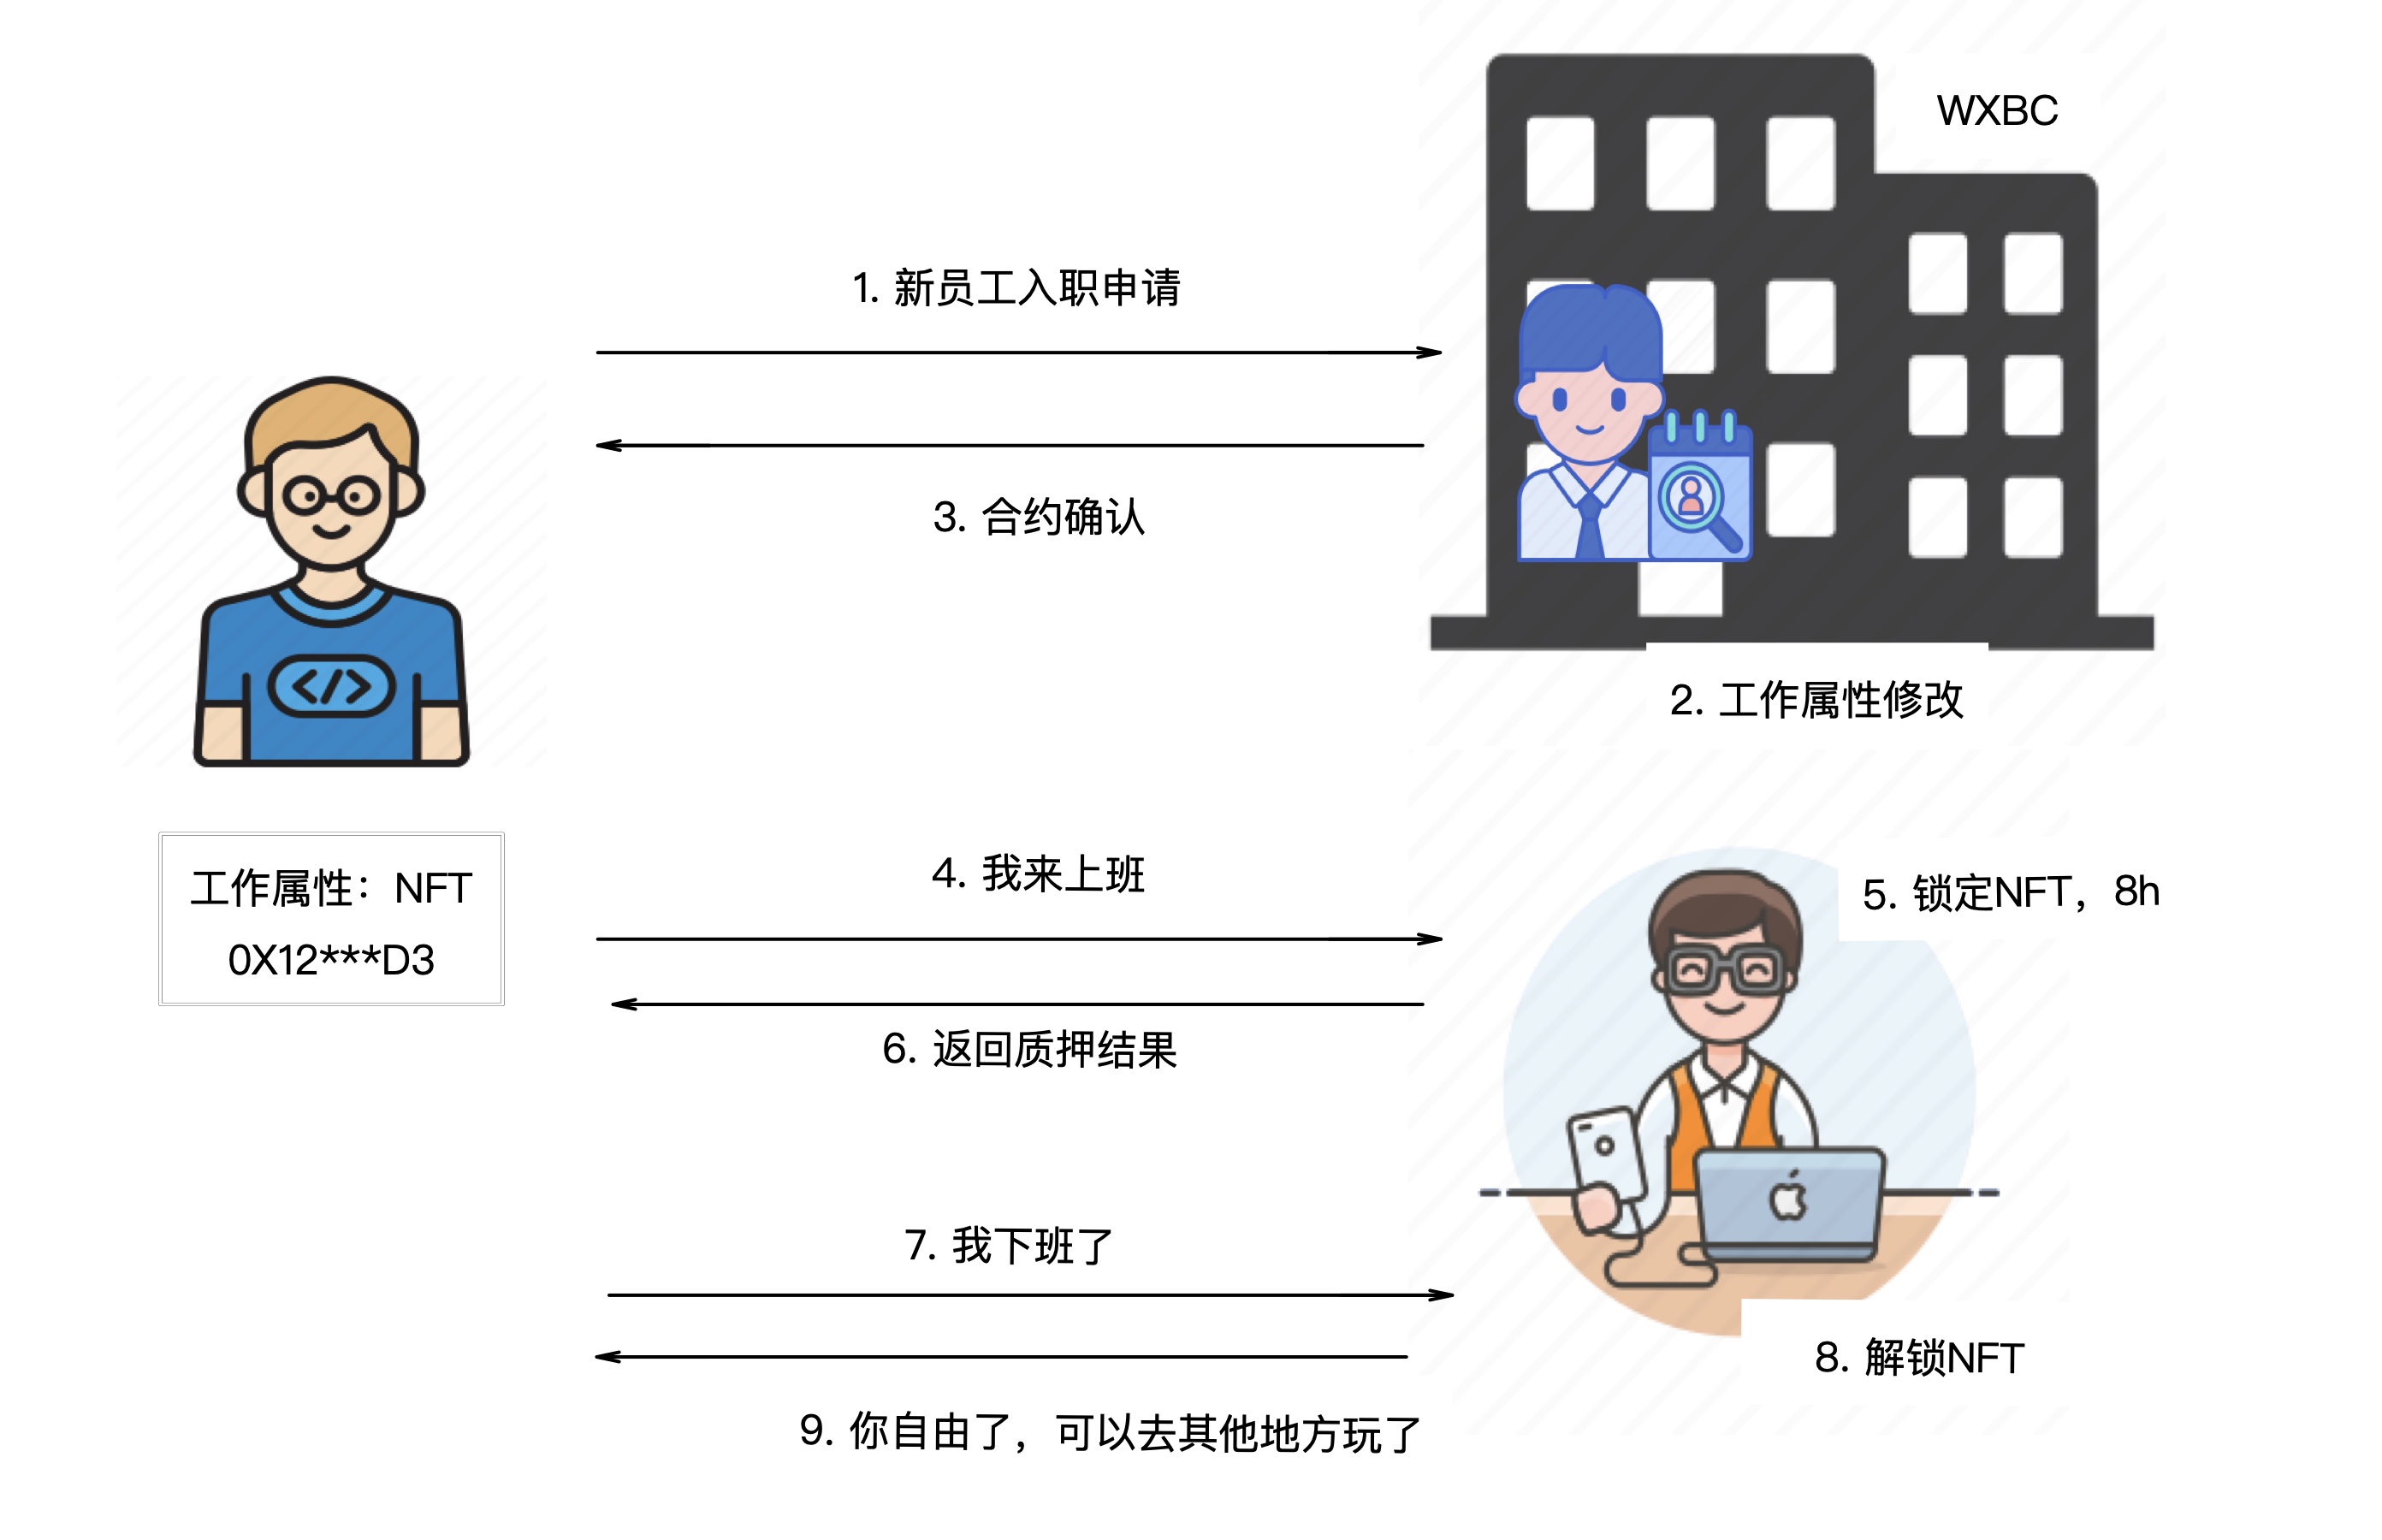 WXBC
1. 新员工入职申请
3. 合约确认
</>
2. 工作属性修改
工作属性：NFT
0X12***D3
4. 我来上班
5. 锁定NFT，8h
6. 返回质押结果
7. 我下班了
8. 解锁NFT
9. 你自由了，可以去其他地方玩了